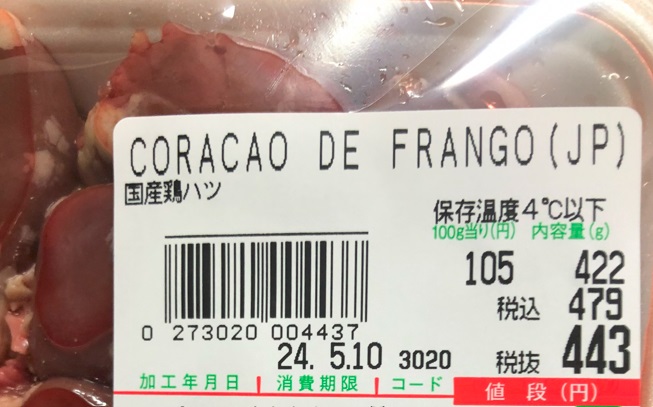 CORACAO DE FRANGO(JP)
国産鶏ハツ
保存温度4℃以下
100g当り(円) 内容量(g)
105 422
税込 479
0 273020 004437
24. 5.10 3020 税抜 443
加工年月日 消費期限 コード 値段(円)